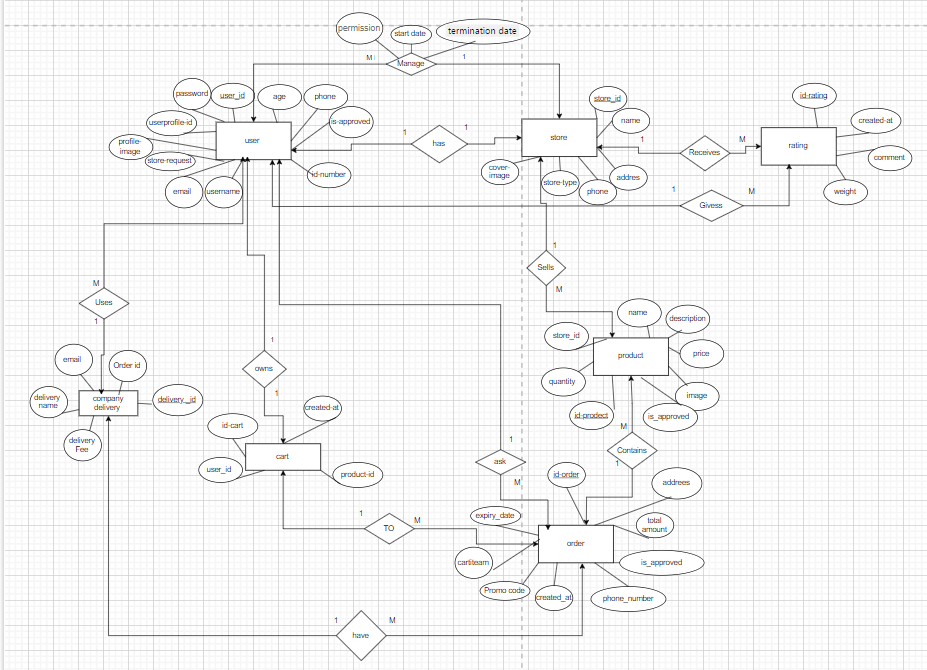 permission
start date
termination date
M
Manage
1
password
user_id
age
phone
userprofile-id
is-approved
profile-
image
user
store-request
email
username
id-number
1
has
1
store_id
name
store
cover-
image
store-type
phone
addres
1
Receives
M
id-rating
created-at
rating
comment
weight
1
Givess
M
M
Uses
1
1
Sells
M
name
description
store_id
product
price
quantity
image
id-prodect
is_approved
email
Order id
delivery
name
company
delivery
delivery _id
delivery
Fee
1
owns
1
created-at
id-cart
cart
user_id
product-id
1
ask
M
M
Contains
1
id-order
addrees
expiry_date
total
amount
order
1
TO
M
cartiteam
is_approved
Promo code
created_at
phone_number
1
have
M